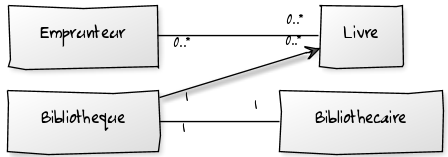 Emprunteur
0..*
0..*
Livre
0..*
Bibliotheque
1
1
1
Bibliothecaire